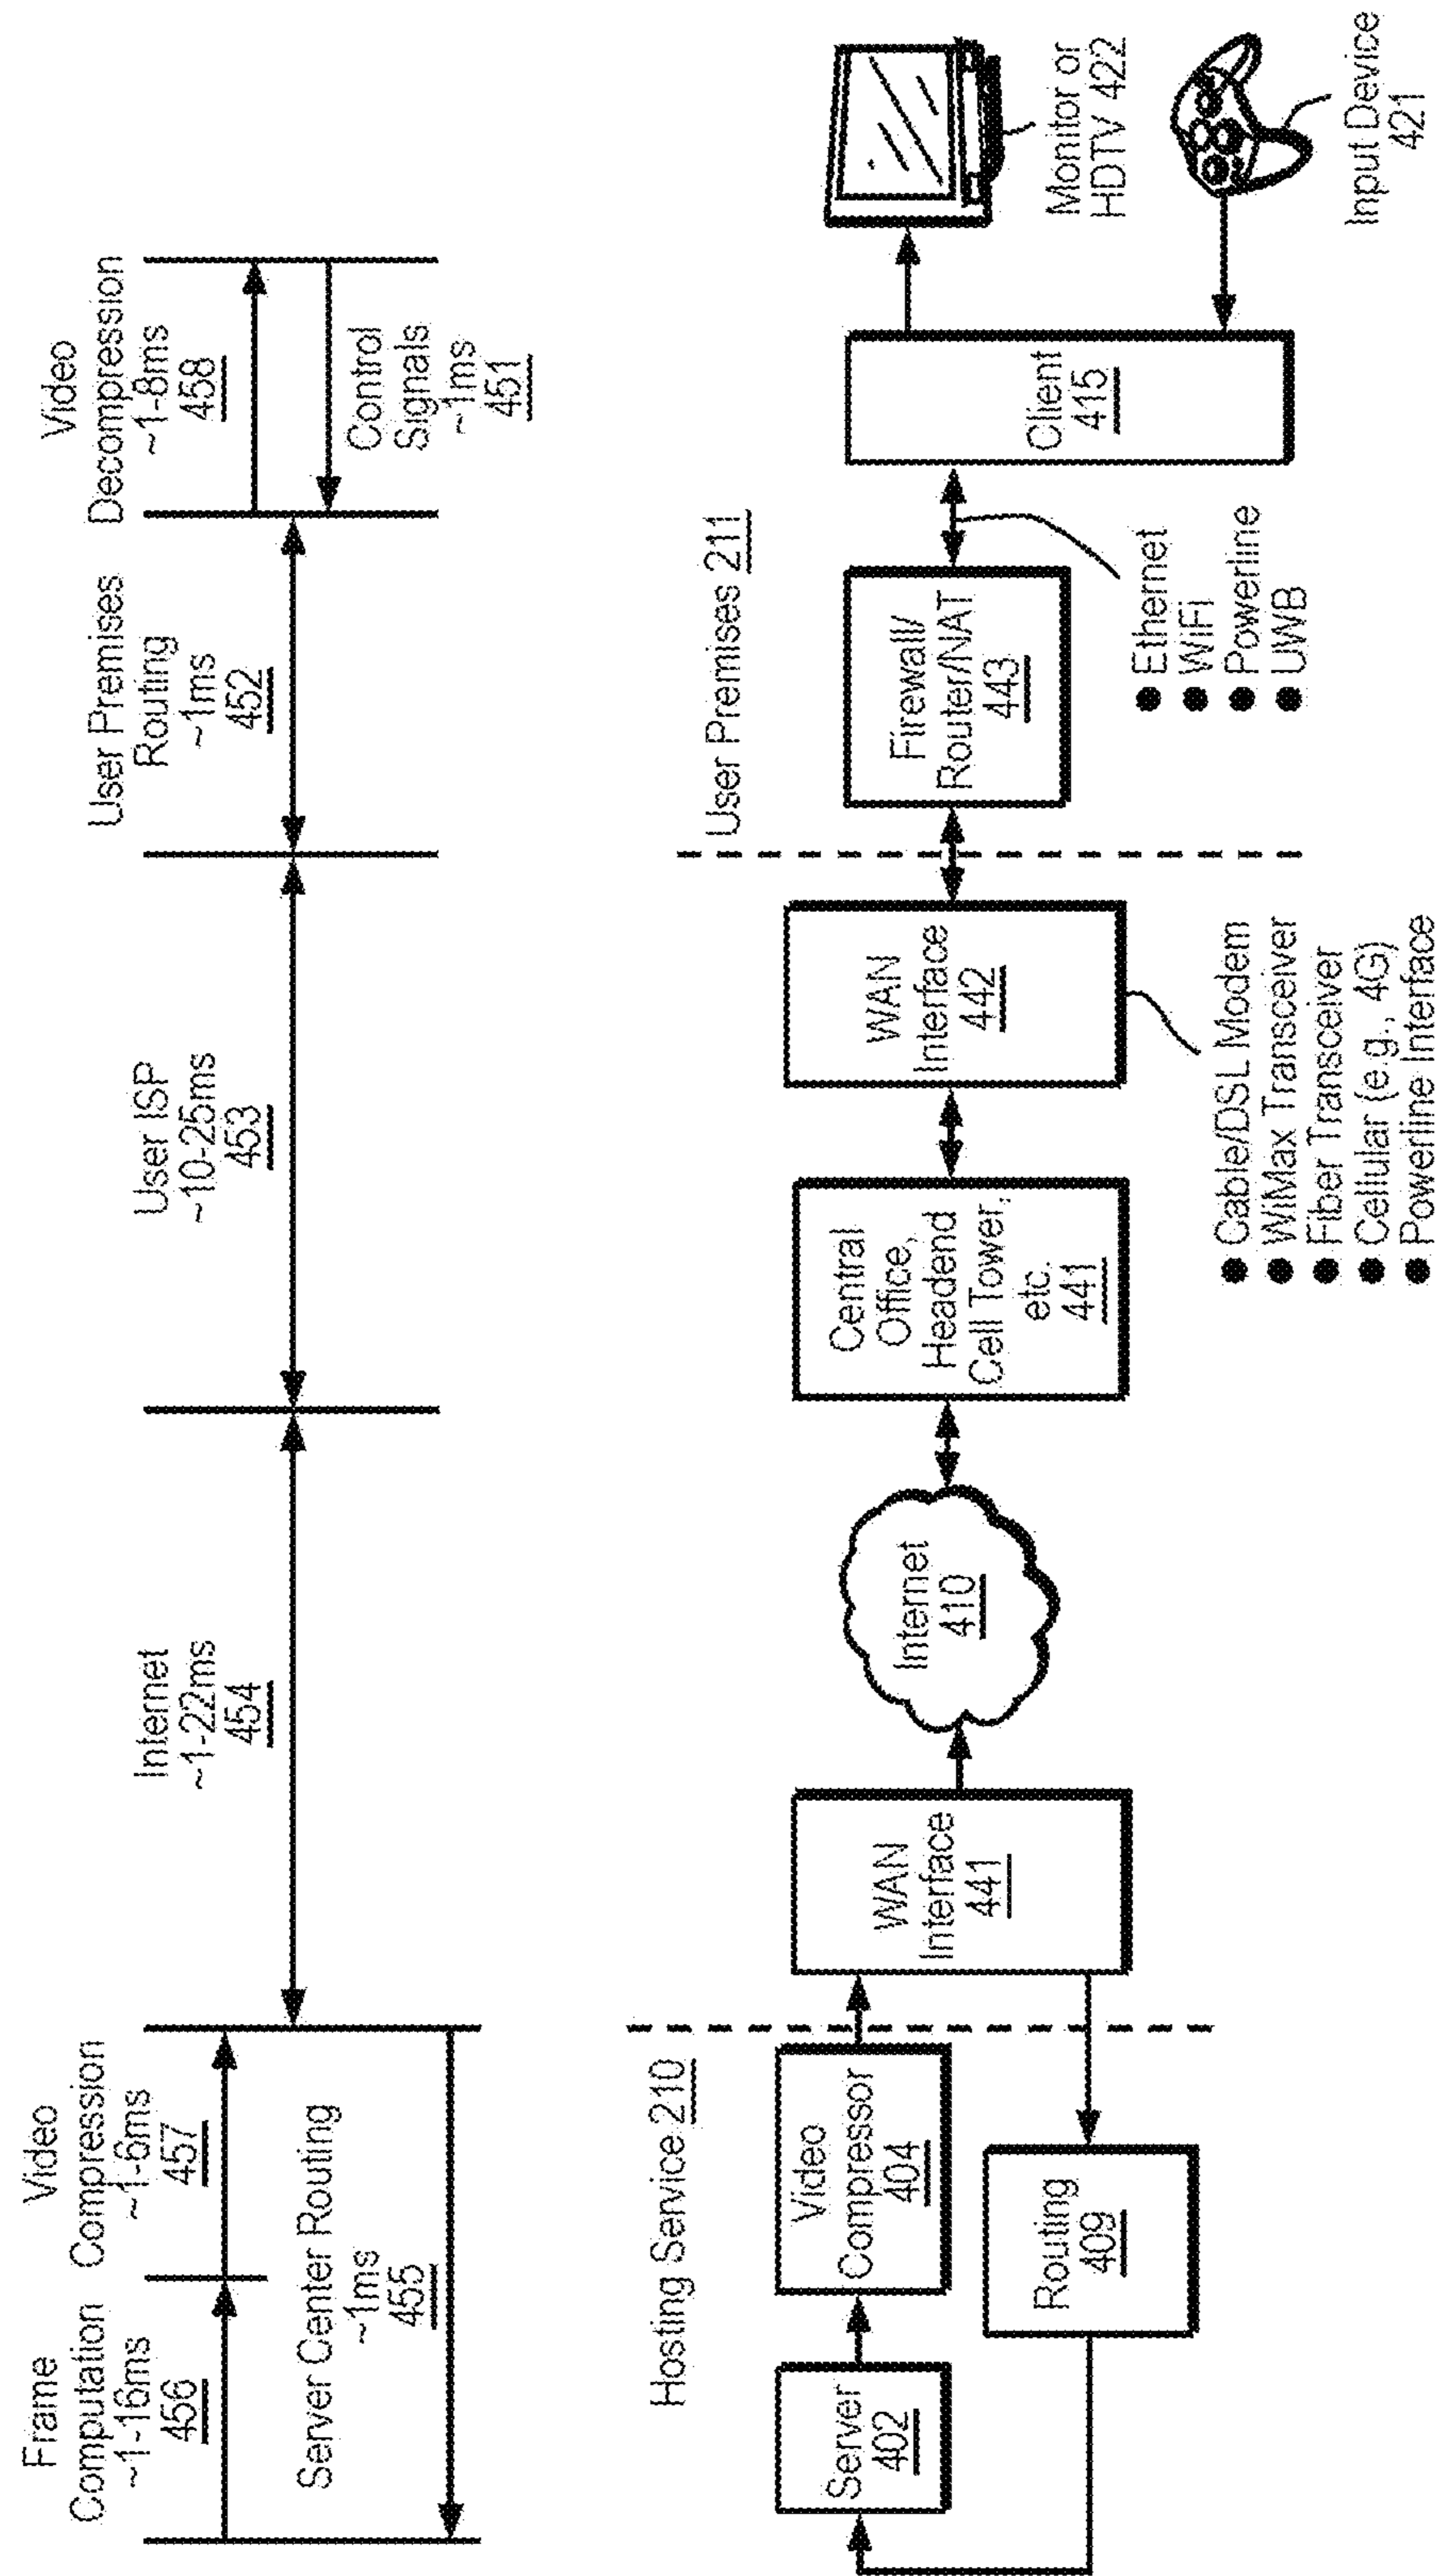 Frame
Computation
~1-16ms
456
Video
Compression
~1-6ms
457
Server Center Routing
~1ms
455
Internet
~1-22ms
454
User ISP
~10-25ms
453
User Premises
Routing
~1ms
452
Video
Decompression
~1-8ms
458
Control
Signals
~1ms
451
Hosting Service 210
Server
402
Video
Compressor
404
Routing
409
WAN
Interface
441
Internet
410
Central
Office,
Headend
Cell Tower,
etc.
441
WAN
Interface
442
● Cable/DSL Modem
● WiMax Transceiver
● Fiber Transceiver
● Cellular (e.g., 4G)
● Powerline Interface
User Premises 211
Firewall/
Router/NAT
443
● Ethernet
● WiFi
● Powerline
● UWB
Client
415
Monitor or
HDTV 422
Input Device
421